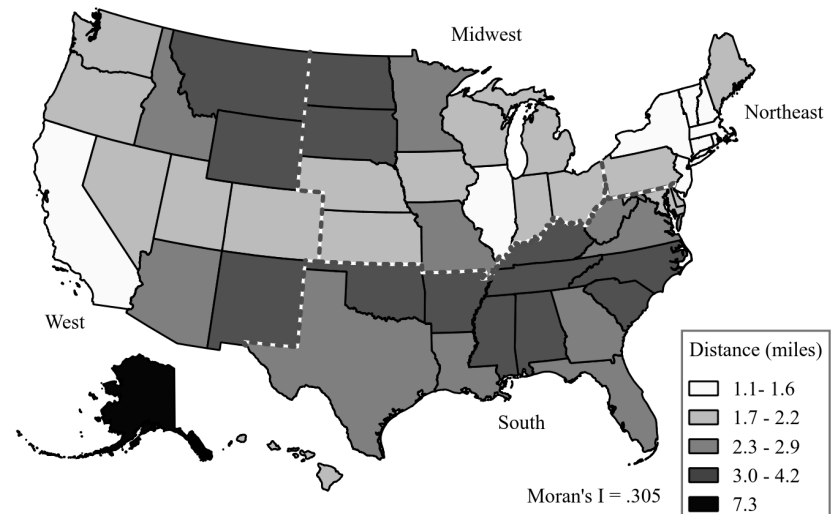 Midwest
Northeast
West
South
Distance (miles)
1.1- 1.6
1.7 - 2.2
2.3 - 2.9
3.0 - 4.2
7.3
Moran's I = .305